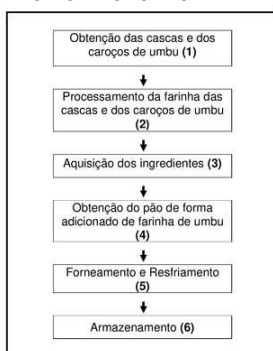 Obtenção das cascas e dos
caroços de umbu (1)
Processamento da farinha das
cascas e dos caroços de umbu
(2)
Aquisição dos ingredientes (3)
Obtenção do pão de forma
adicionado de farinha de umbu
(4)
Forneamento e Resfriamento
(5)
Armazenamento (6)